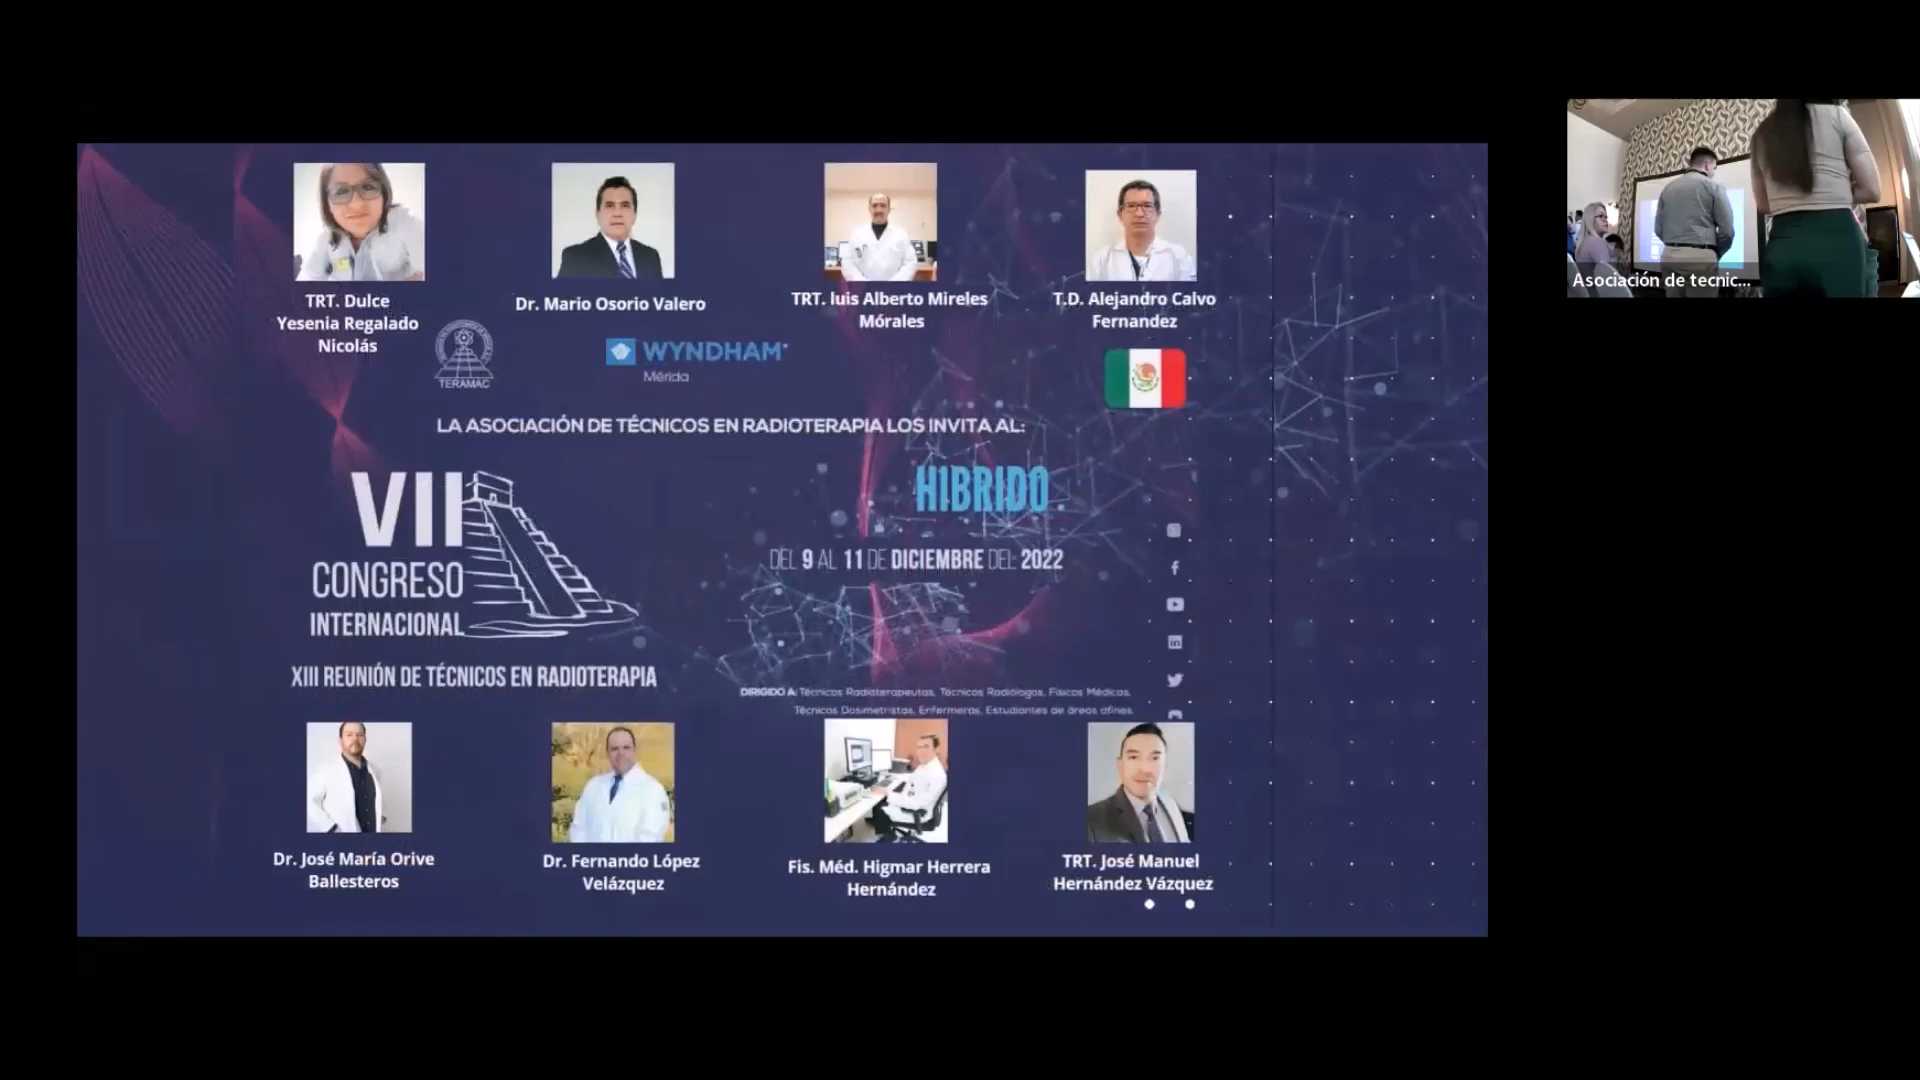 TRT. Dulce
Yesenia Regalado
Nicolás
Dr. Mario Osorio Valero
TRT. luis Alberto Mireles
Mórales
T.D. Alejandro Calvo
Fernandez
Asociación de tecnic...
TERAMAC
WYNDHAM
Mérida
LA ASOCIACIÓN DE TÉCNICOS EN RADIOTERAPIA LOS INVITA AL:
VII
CONGRESO
INTERNACIONAL
XIII REUNIÓN DE TÉCNICOS EN RADIOTERAPIA
HIBRIDO
DEL 9 AL 11 DE DICIEMBRE DEL 2022
DIRIGIDO A: Técnicos Radioterapeutas, Técnicos Radiólogos, Físicos Médicos,
Técnicos Dosimetristas, Enfermeras, Estudiantes de áreas afines.
Dr. José María Orive
Ballesteros
Dr. Fernando López
Velázquez
Fis. Méd. Higmar Herrera
Hernández
TRT. José Manuel
Hernández Vázquez